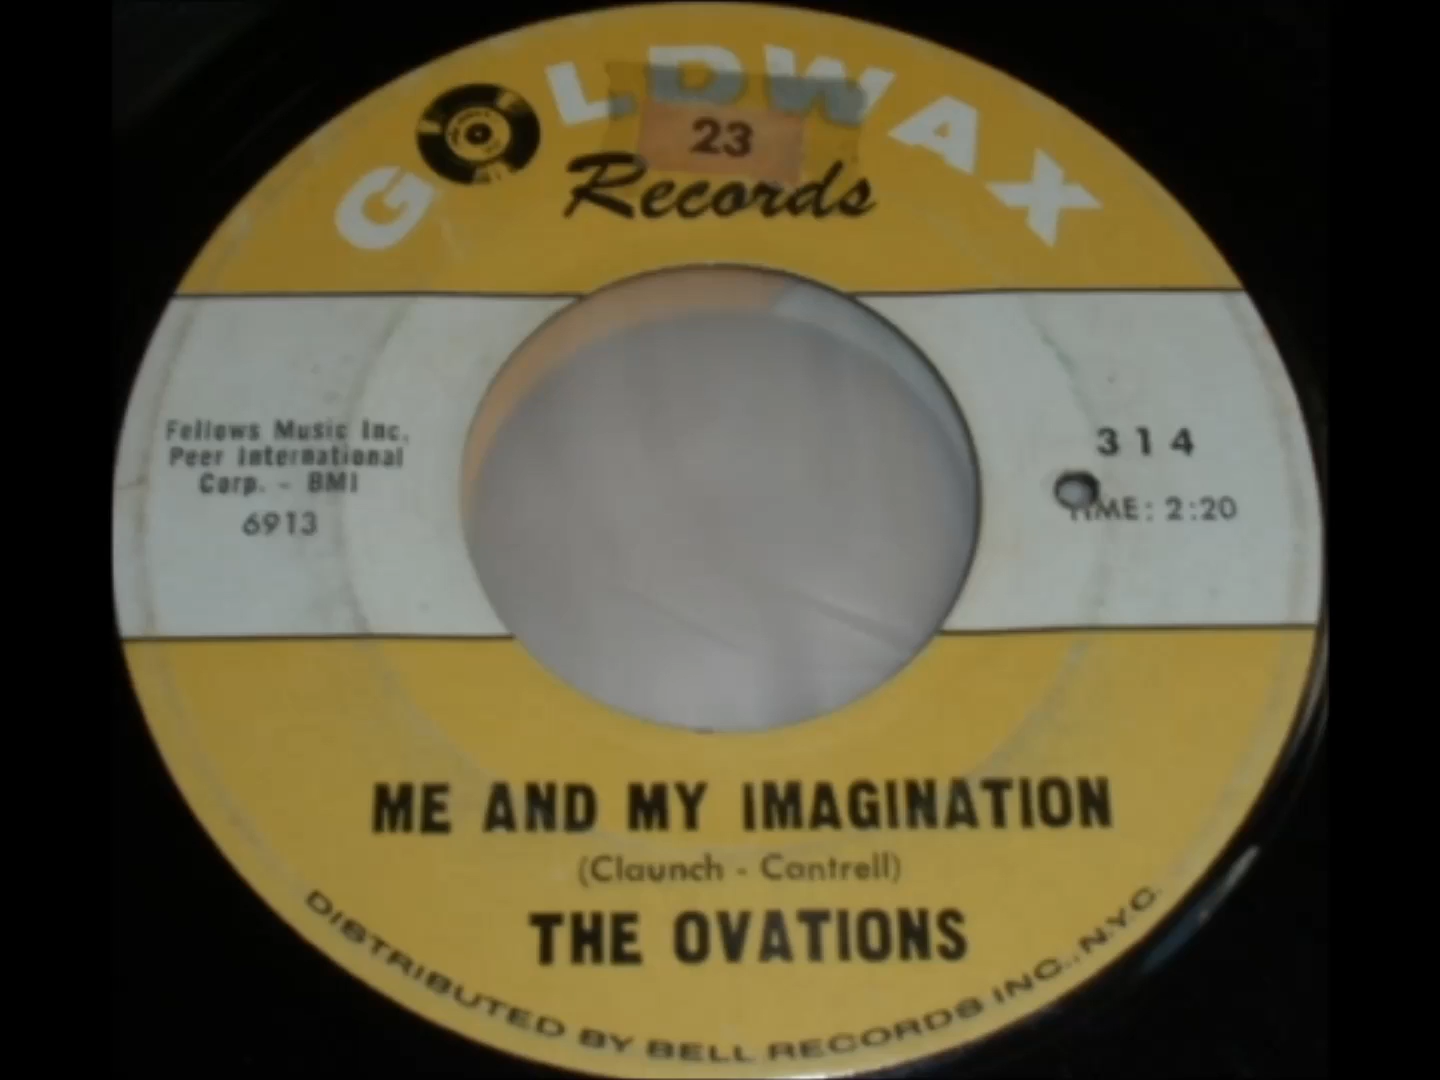 GOLDWAX
23
Records
Fellows Music Inc.
Peer International
Corp. - BMI
6913
314
TIME: 2:20
ME AND MY IMAGINATION
(Claunch - Cantrell)
THE OVATIONS
DISTRIBUTED BY BELL RECORDS INC., N.Y.C.